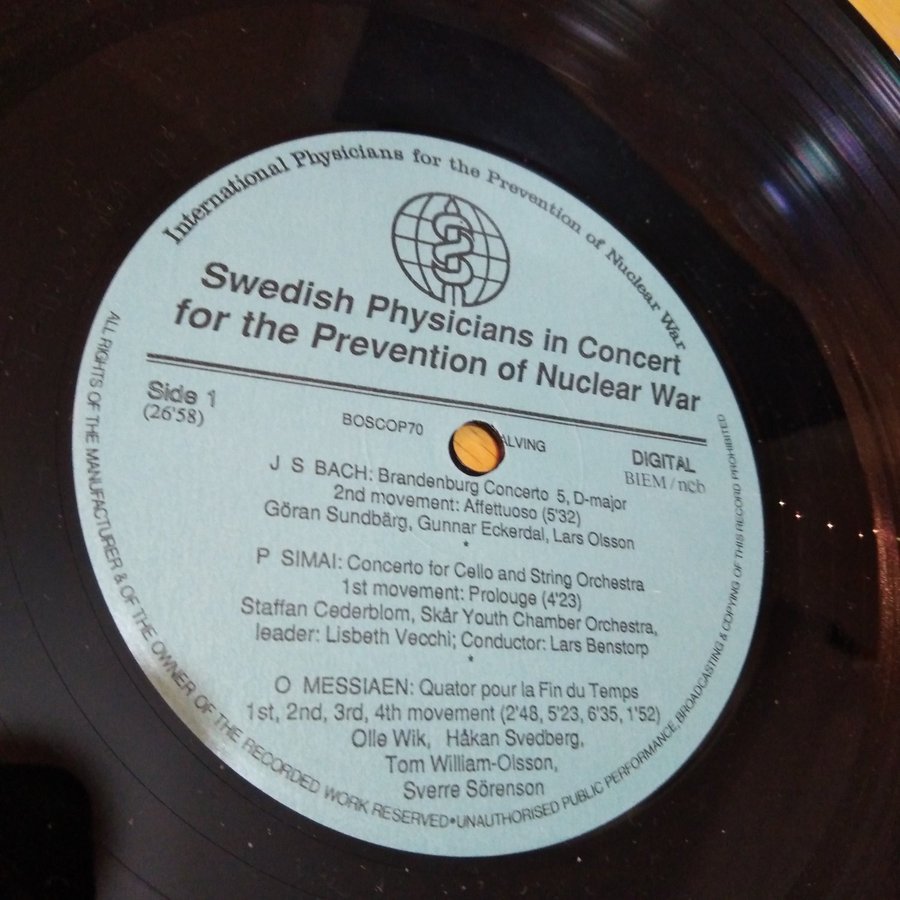 International Physicians for the Prevention of Nuclear War
Swedish Physicians in Concert
for the Prevention of Nuclear War
Side 1
(26'58)
BOSCOP70
ALVING
DIGITAL
BIEM/ncb
J S BACH: Brandenburg Concerto 5, D-major
2nd movement: Affettuoso (5'32)
Göran Sundbärg, Gunnar Eckerdal, Lars Olsson
*
P SIMAI: Concerto for Cello and String Orchestra
1st movement: Prolouge (4'23)
Staffan Cederblom, Skår Youth Chamber Orchestra,
leader: Lisbeth Vecchi; Conductor: Lars Benstorp
*
O MESSIAEN: Quator pour la Fin du Temps
1st, 2nd, 3rd, 4th movement (2'48, 5'23, 6'35, 1'52)
Olle Wik, Håkan Svedberg,
Tom William-Olsson,
Sverre Sörenson
ALL RIGHTS OF THE MANUFACTURER & OF THE OWNER OF THE RECORDED WORK RESERVED•UNAUTHORISED PUBLIC PERFORMANCE, BROADCASTING & COPYING OF THIS RECORD PROHIBITED